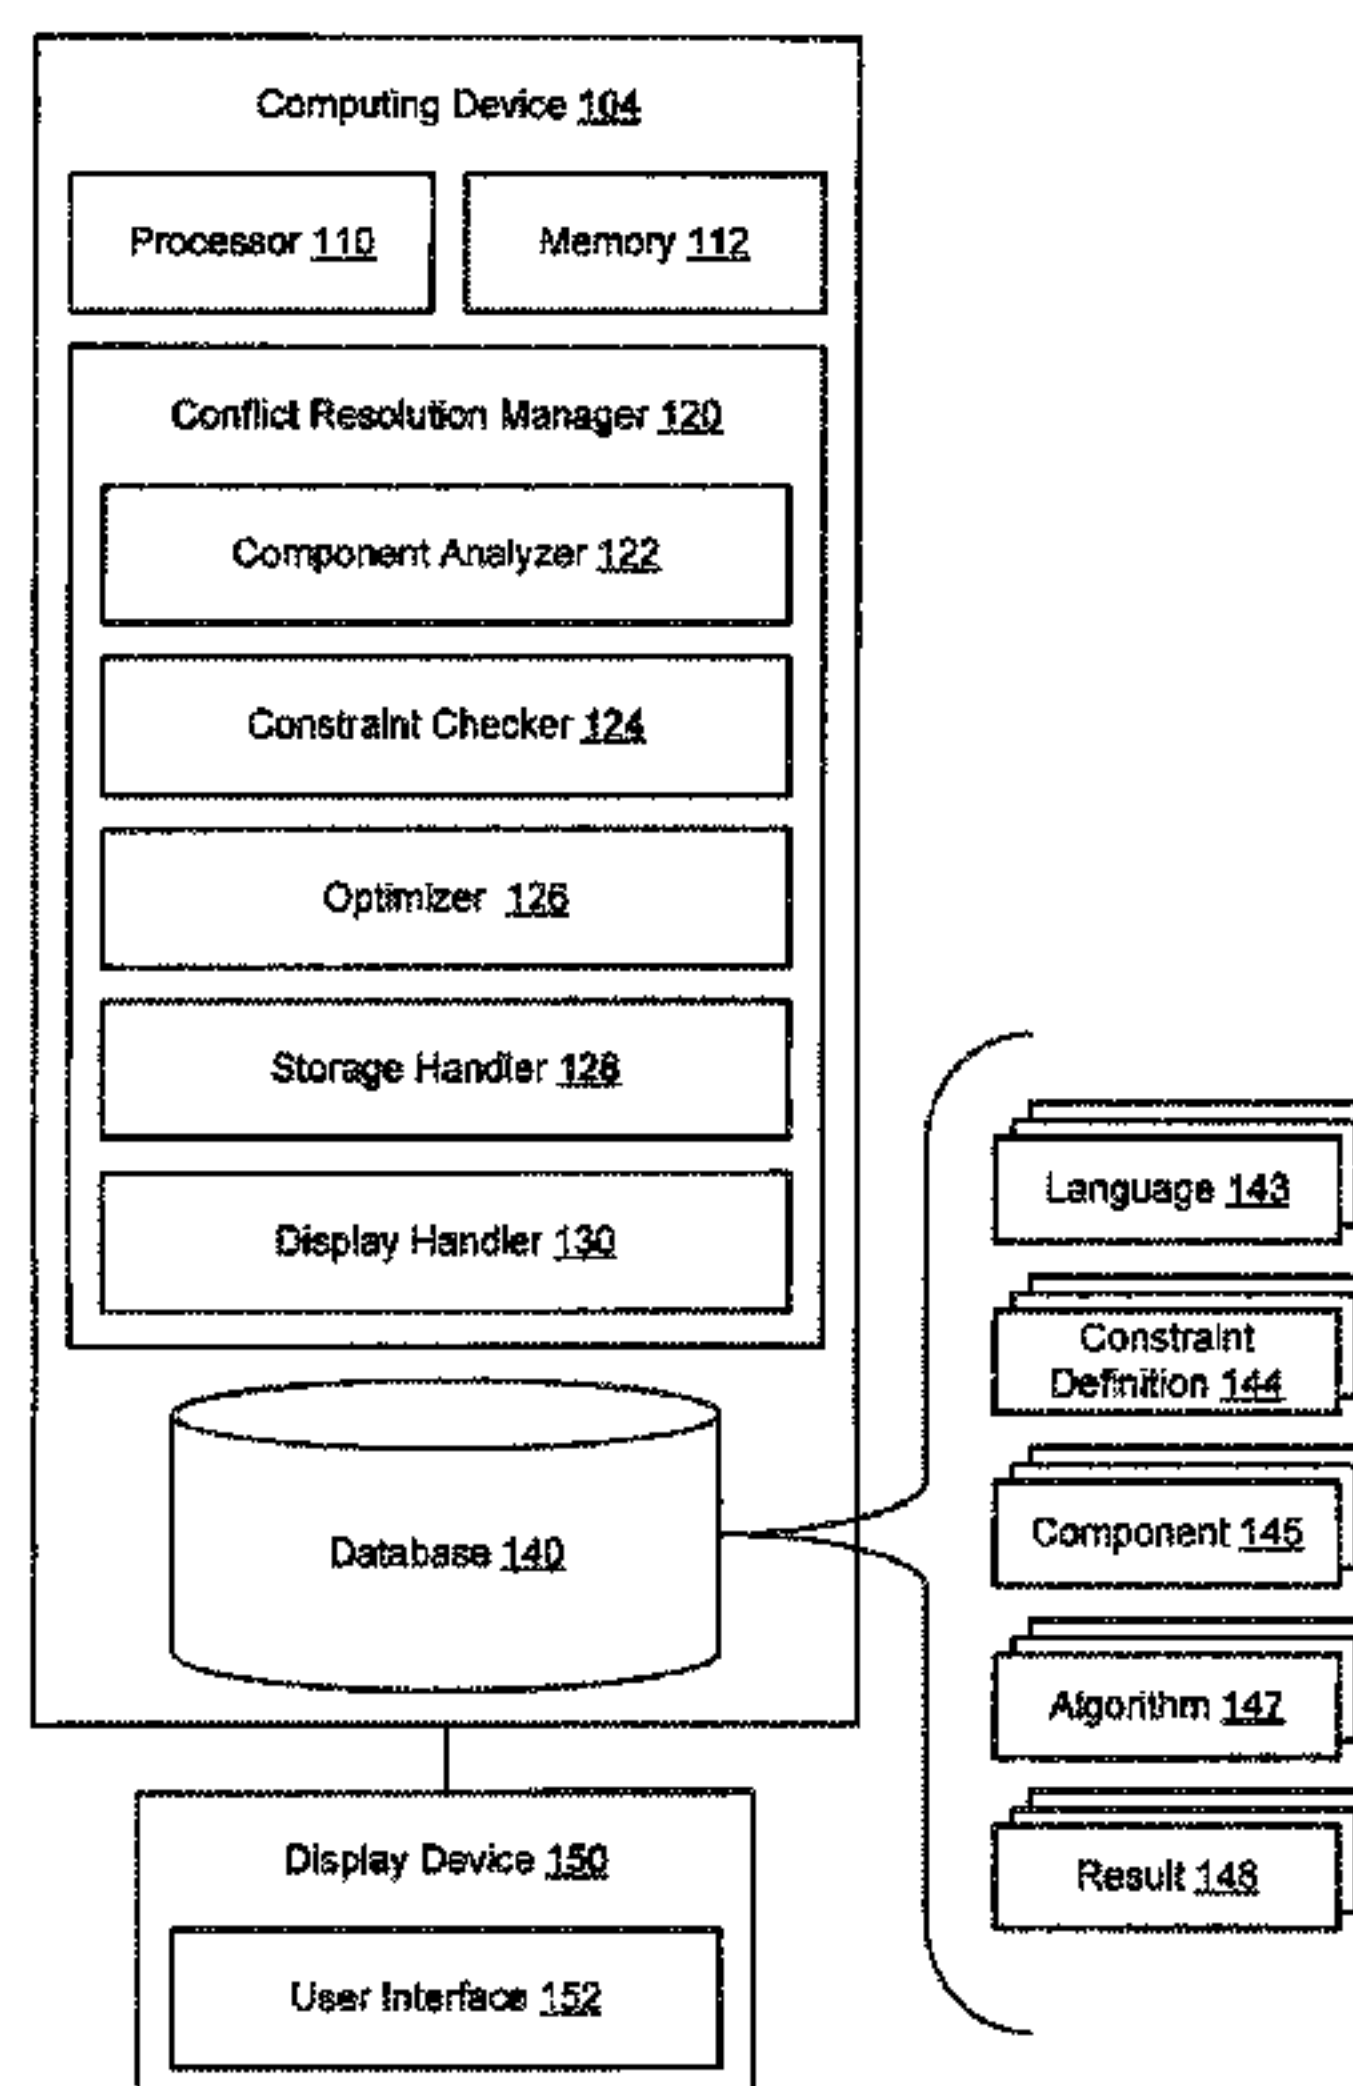 Computing Device 104
Processor 110
Memory 112
Conflict Resolution Manager 120
Component Analyzer 122
Constraint Checker 124
Optimizer 126
Storage Handler 128
Display Handler 130
Database 140
Language 143
Constraint
Definition 144
Component 145
Algorithm 147
Result 148
Display Device 150
User Interface 152